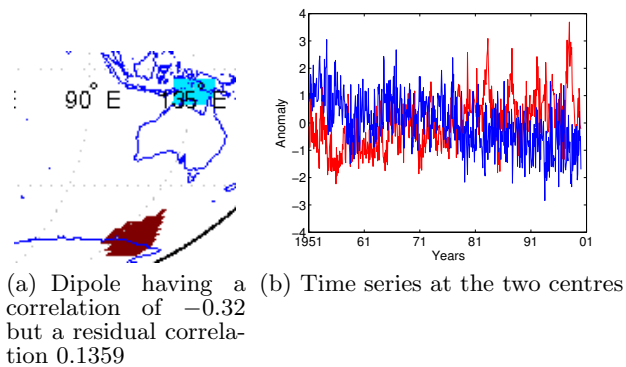 90° E
135° E
4
3
2
1
0
−1
−2
−3
−4
Anomaly
1951
61
71
81
91
01
Years
(a) Dipole having a
correlation of −0.32
but a residual correla-
tion 0.1359
(b) Time series at the two centres